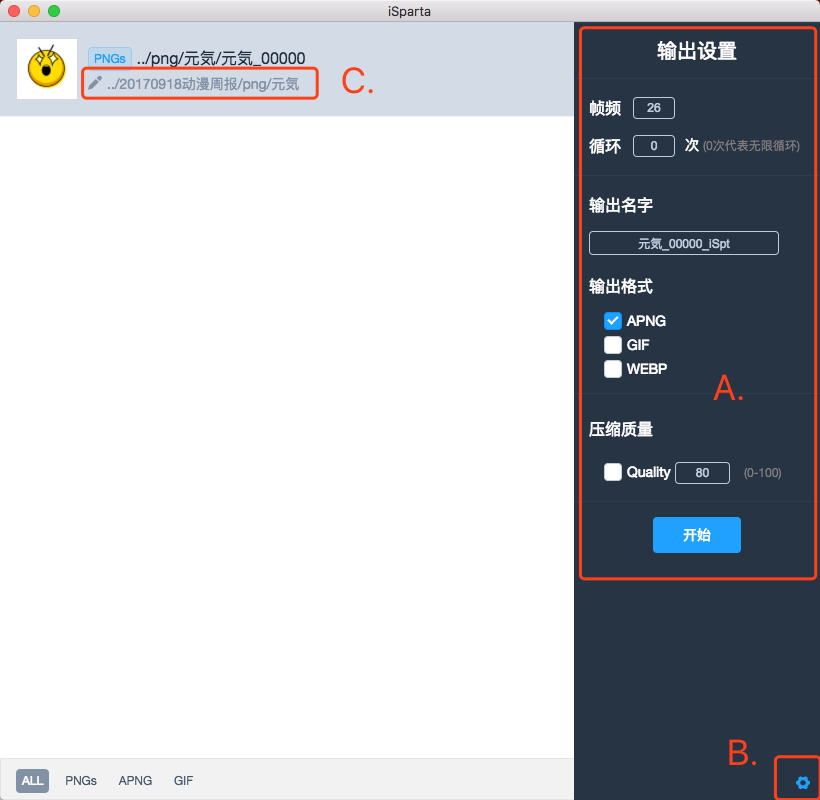 iSparta
PNGs ../png/元気/元気_00000
../20170918动漫周报/png/元気
C.
输出设置
帧频 26
循环 0 次 (0次代表无限循环)
输出名字
元気_00000_iSpt
输出格式
APNG
GIF
WEBP
A.
压缩质量
Quality 80 (0-100)
开始
B.
ALL PNGs APNG GIF